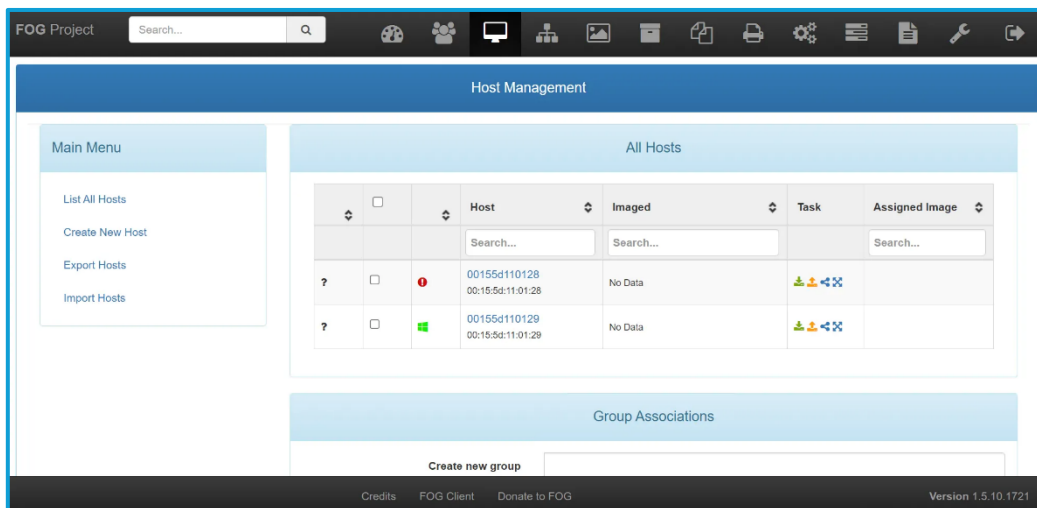 FOG Project Search...
Host Management
Main Menu
List All Hosts
Create New Host
Export Hosts
Import Hosts
All Hosts
Host Imaged Task Assigned Image
Search... Search... Search...
? 00155d110128 No Data
00:15:5d:11:01:28
? 00155d110129 No Data
00:15:5d:11:01:29
Group Associations
Create new group
Credits FOG Client Donate to FOG Version 1.5.10.1721